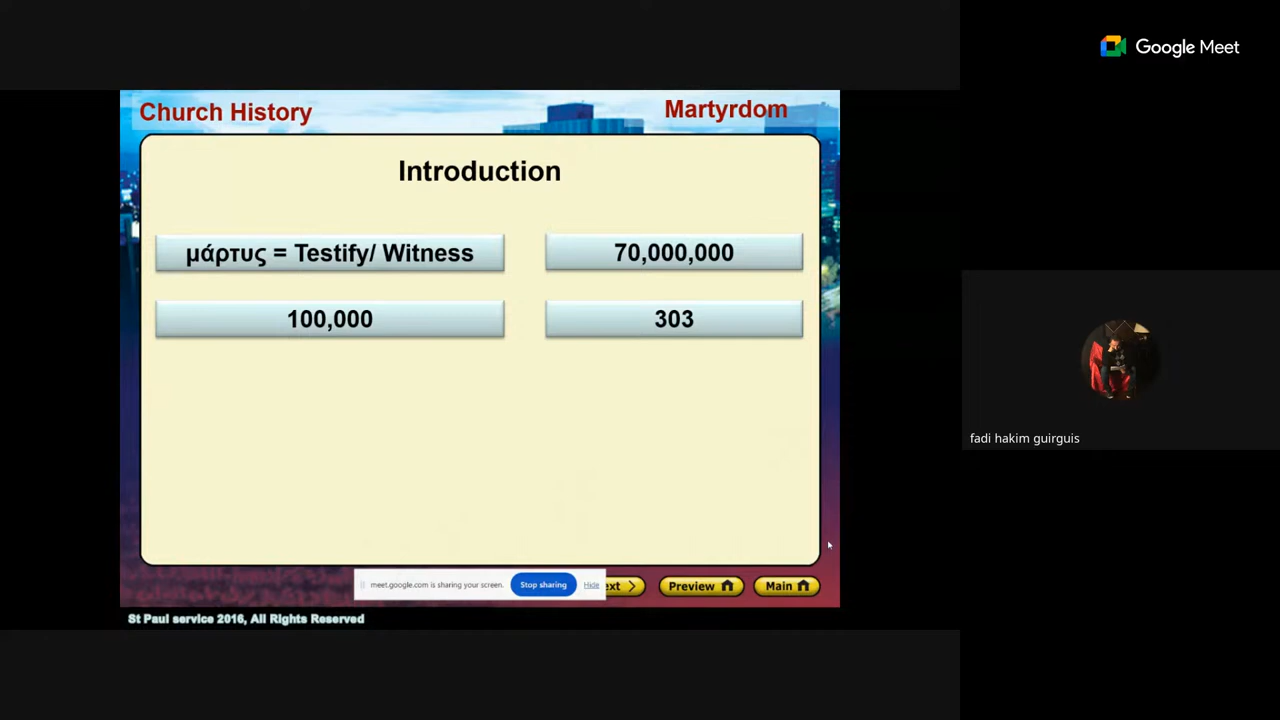 Google Meet
Church History
Martyrdom
Introduction
μάρτυς = Testify/ Witness
70,000,000
100,000
303
fadi hakim guirguis
meet.google.com is sharing your screen.
Stop sharing
Hide
ext
Preview
Main
St Paul service 2016, All Rights Reserved